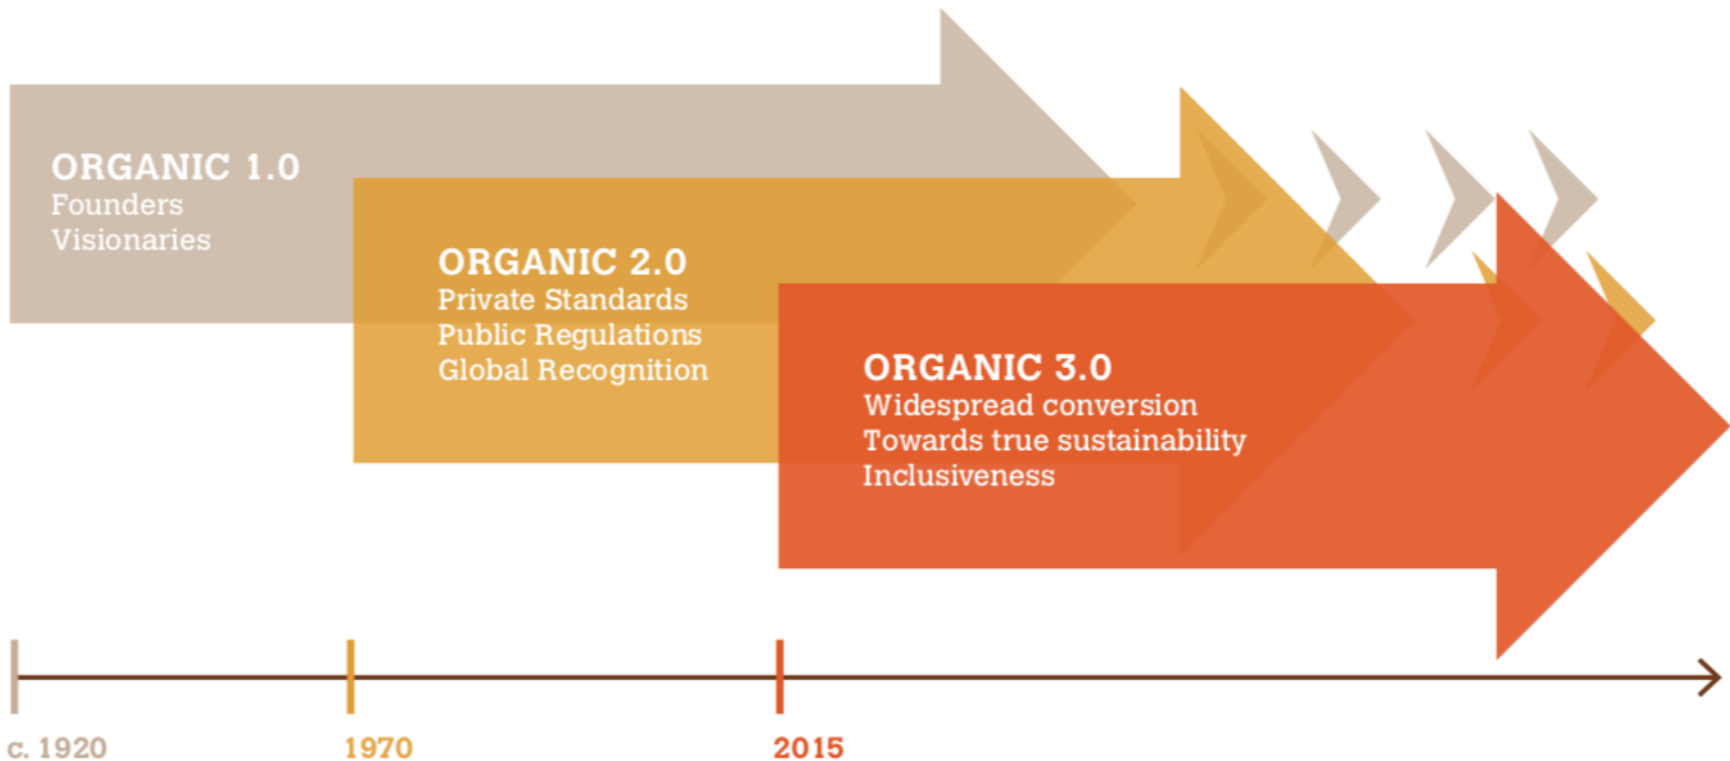 ORGANIC 1.0
Founders
Visionaries
ORGANIC 2.0
Private Standards
Public Regulations
Global Recognition
ORGANIC 3.0
Widespread conversion
Towards true sustainability
Inclusiveness
c. 1920
1970
2015